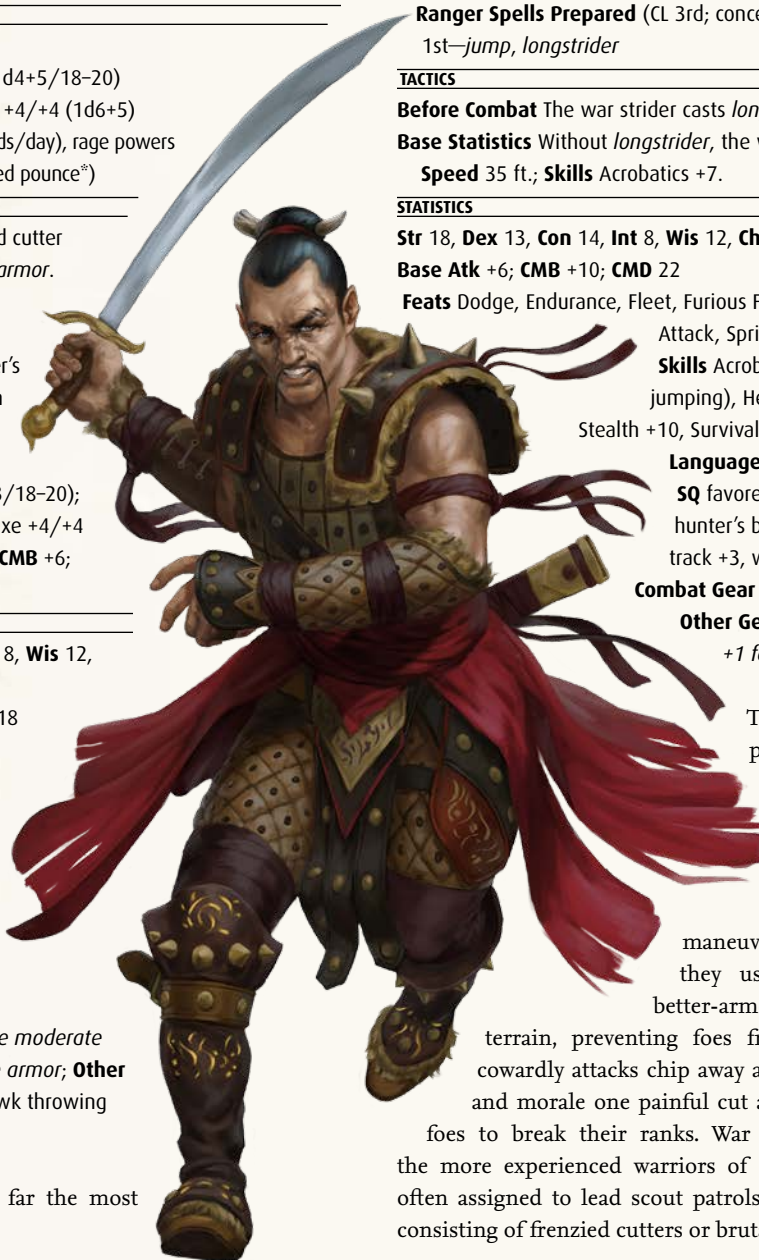 d4+5/18–20)
+4/+4 (1d6+5)
ds/day), rage powers
ed pounce*)
d cutter
armor.
er's
/18–20);
xe +4/+4
CMB +6;
8, Wis 12,
18
e moderate
armor; Other
wk throwing
far the most
Ranger Spells Prepared (CL 3rd; conce
1st—jump, longstrider
TACTICS
Before Combat The war strider casts lon
Base Statistics Without longstrider, the
Speed 35 ft.; Skills Acrobatics +7.
STATISTICS
Str 18, Dex 13, Con 14, Int 8, Wis 12, Ch
Base Atk +6; CMB +10; CMD 22
Feats Dodge, Endurance, Fleet, Furious F
Attack, Spri
Skills Acrob
jumping), He
Stealth +10, Survival
Language
SQ favore
hunter's b
track +3, w
Combat Gear
Other Ge
+1 f
T
p
maneuv
they us
better-arm
terrain, preventing foes f
cowardly attacks chip away a
and morale one painful cut a
foes to break their ranks. War
the more experienced warriors of
often assigned to lead scout patrols
consisting of frenzied cutters or brut